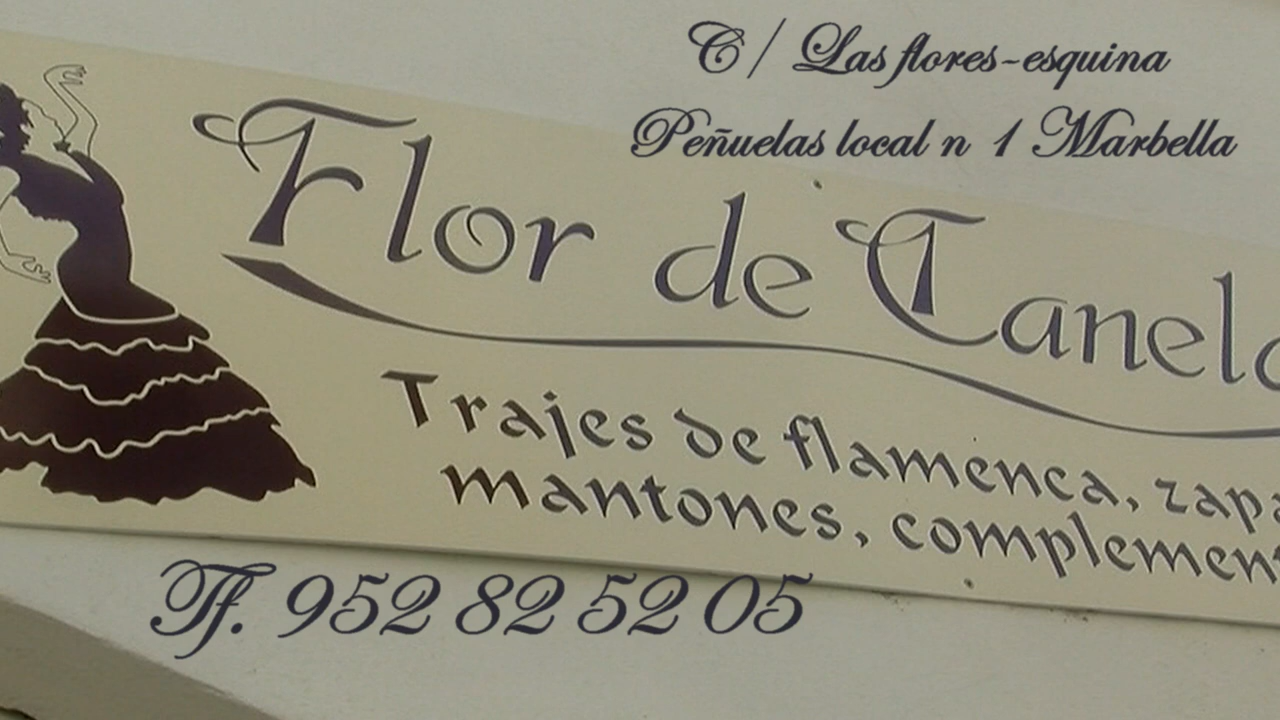 C/ Las flores-esquina
Peñuelas local n 1 Marbella
Flor de Canela
Trajes de flamenca, zapa
mantones, complement
Tf. 952 82 52 05